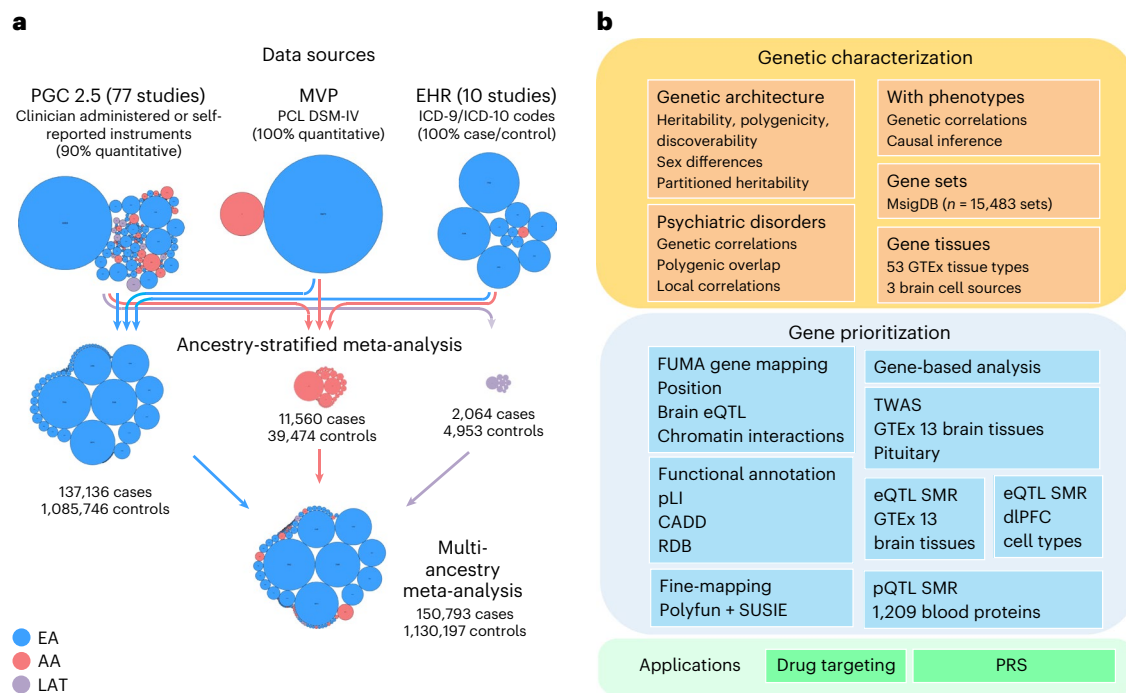 a
Data sources
PGC 2.5 (77 studies)
Clinician administered or self-
reported instruments
(90% quantitative)
MVP
PCL DSM-IV
(100% quantitative)
EHR (10 studies)
ICD-9/ICD-10 codes
(100% case/control)
Ancestry-stratified meta-analysis
137,136 cases
1,085,746 controls
11,560 cases
39,474 controls
2,064 cases
4,953 controls
Multi-
ancestry
meta-analysis
150,793 cases
1,130,197 controls
EA
AA
LAT
b
Genetic characterization
Genetic architecture
Heritability, polygenicity,
discoverability
Sex differences
Partitioned heritability
Psychiatric disorders
Genetic correlations
Polygenic overlap
Local correlations
With phenotypes
Genetic correlations
Causal inference
Gene sets
MsigDB (n = 15,483 sets)
Gene tissues
53 GTEx tissue types
3 brain cell sources
Gene prioritization
FUMA gene mapping
Position
Brain eQTL
Chromatin interactions
Functional annotation
pLI
CADD
RDB
Fine-mapping
Polyfun + SUSIE
Gene-based analysis
TWAS
GTEx 13 brain tissues
Pituitary
eQTL SMR
GTEx 13
brain tissues
eQTL SMR
dlPFC
cell types
pQTL SMR
1,209 blood proteins
Applications
Drug targeting
PRS